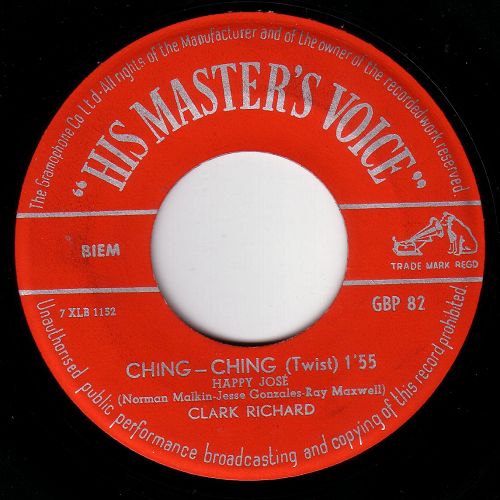 The Gramophone Co Ltd-All rights of the Manufacturer and of the owner of the recorded work reserved.
"HIS MASTER'S VOICE"
BIEM
TRADE MARK REGD
7 XLB 1152
GBP 82
CHING-CHING (Twist) 1'55
HAPPY JOSÉ
(Norman Malkin-Jesse Gonzales-Ray Maxwell)
CLARK RICHARD
Unauthorised public performance broadcasting and copying of this record prohibited.